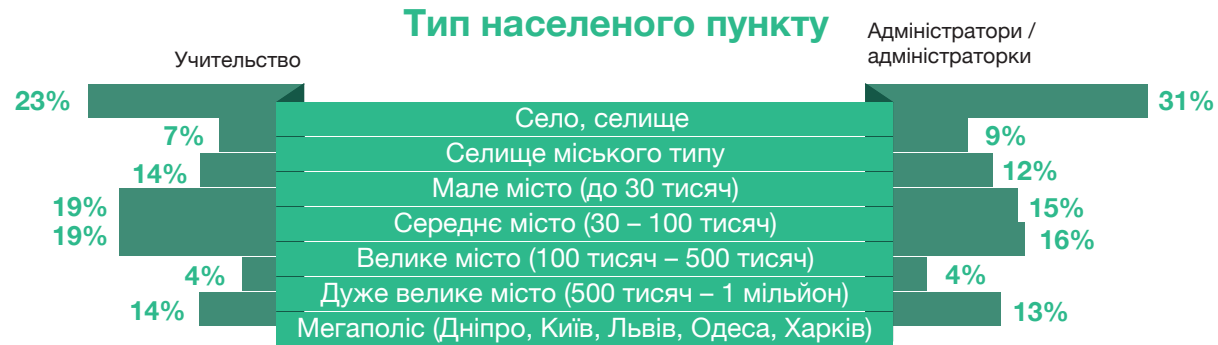 Тип населеного пункту
Учительство
Адміністратори /
адміністраторки
23%
31%
Село, селище
7%
9%
Селище міського типу
14%
12%
Мале місто (до 30 тисяч)
19%
15%
Середнє місто (30 – 100 тисяч)
19%
16%
Велике місто (100 тисяч – 500 тисяч)
4%
4%
Дуже велике місто (500 тисяч – 1 мільйон)
14%
13%
Мегаполіс (Дніпро, Київ, Львів, Одеса, Харків)